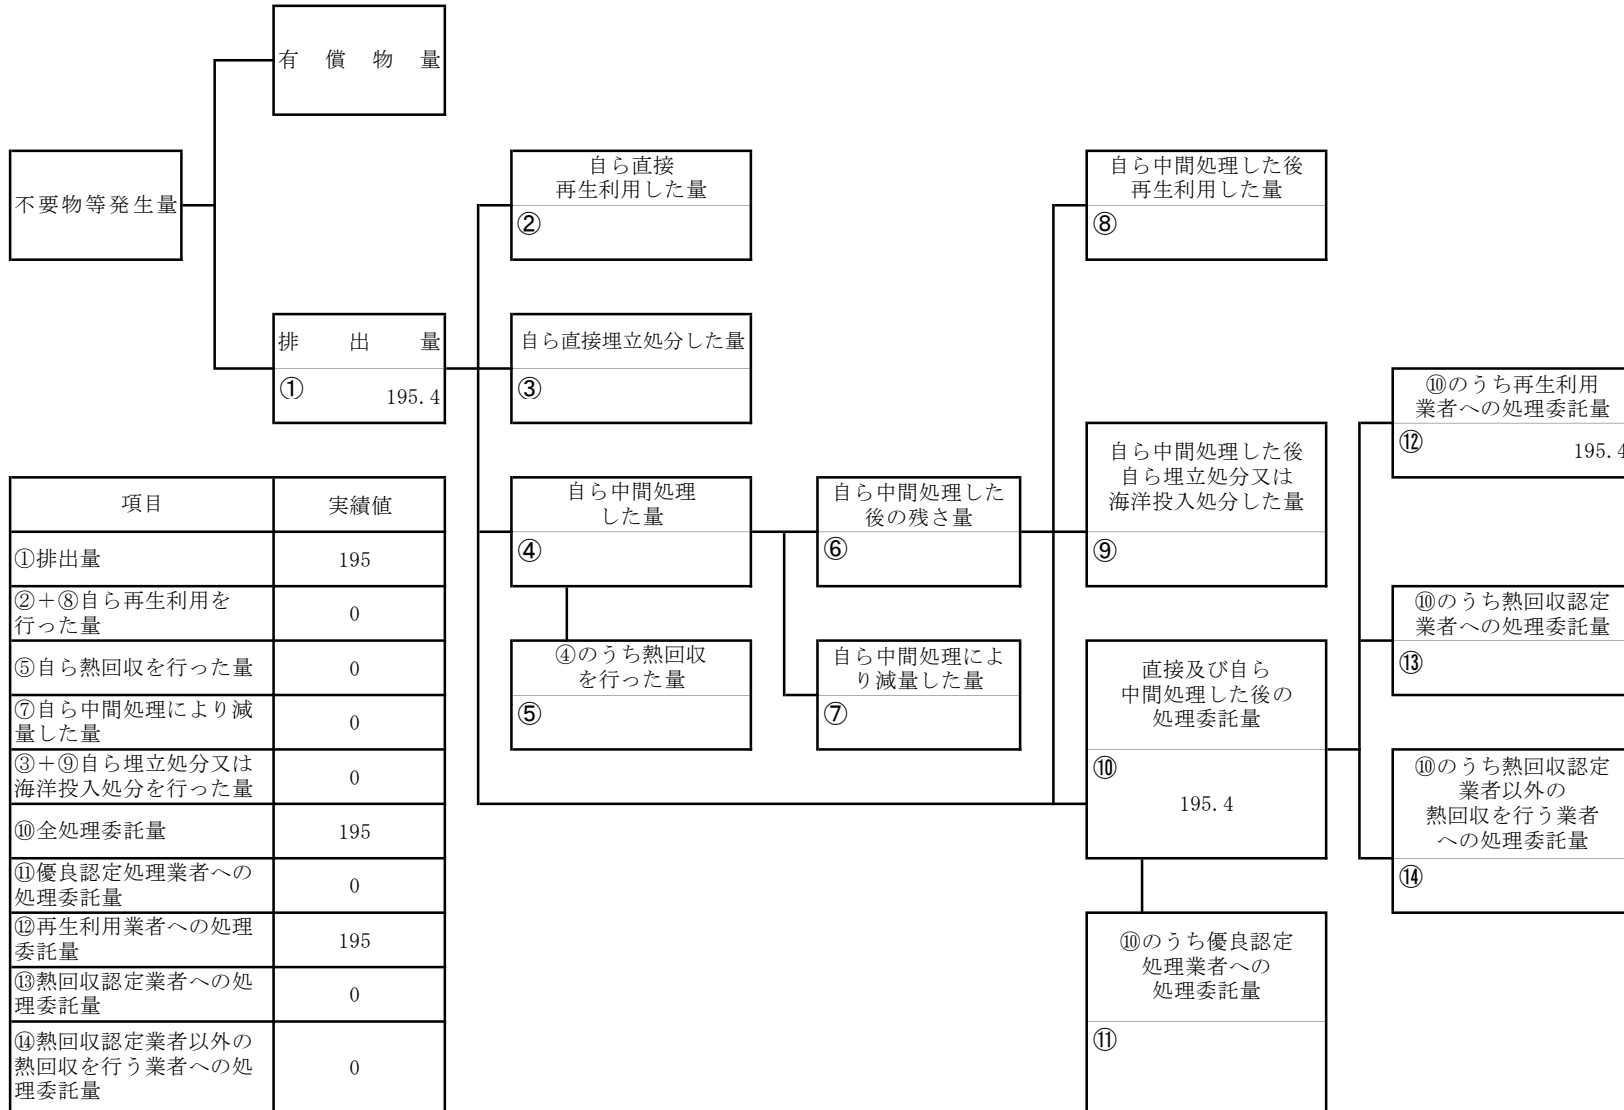 有償物量
不要物等発生量
排出量
① 195.4
自ら直接
再生利用した量
②
自ら直接埋立処分した量
③
自ら中間処理
した量
④
④のうち熱回収
を行った量
⑤
自ら中間処理した
後の残さ量
⑥
自ら中間処理によ
り減量した量
⑦
自ら中間処理した後
再生利用した量
⑧
自ら中間処理した後
自ら埋立処分又は
海洋投入処分した量
⑨
直接及び自ら
中間処理した後の
処理委託量
⑩
195.4
⑩のうち優良認定
処理業者への
処理委託量
⑪
⑩のうち再生利用
業者への処理委託量
⑫ 195.4
⑩のうち熱回収認定
業者への処理委託量
⑬
⑩のうち熱回収認定
業者以外の
熱回収を行う業者
への処理委託量
⑭
項目 実績値
①排出量 195
②+⑧自ら再生利用を
行った量 0
⑤自ら熱回収を行った量 0
⑦自ら中間処理により減
量した量 0
③+⑨自ら埋立処分又は
海洋投入処分を行った量 0
⑩全処理委託量 195
⑪優良認定処理業者への
処理委託量 0
⑫再生利用業者への処理
委託量 195
⑬熱回収認定業者への処
理委託量 0
⑭熱回収認定業者以外の
熱回収を行う業者への処
理委託量 0